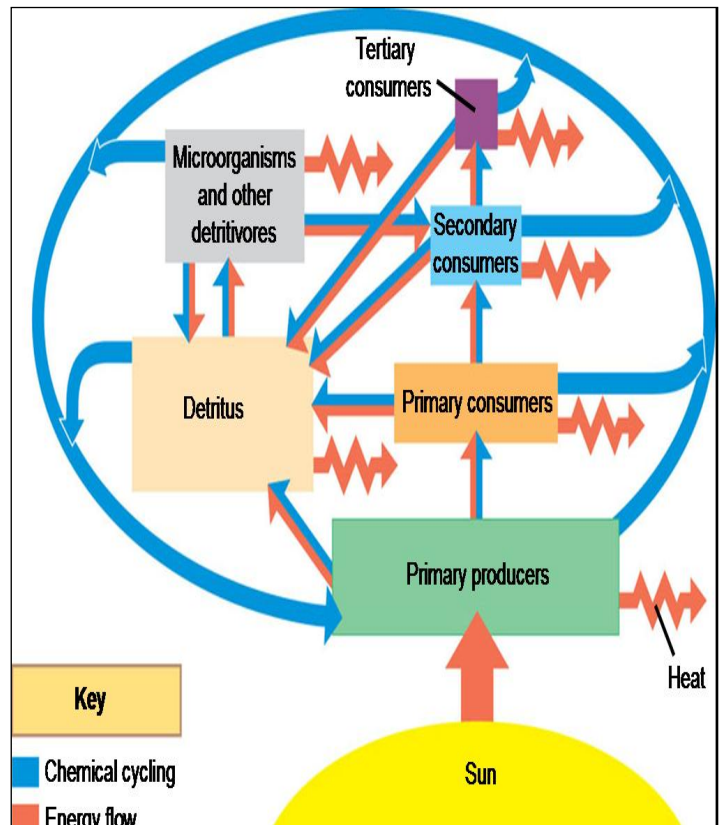 Tertiary
consumers
Microorganisms
and other
detritivores
Secondary
consumers
Detritus
Primary consumers
Primary producers
Heat
Key
Chemical cycling
Energy flow
Sun